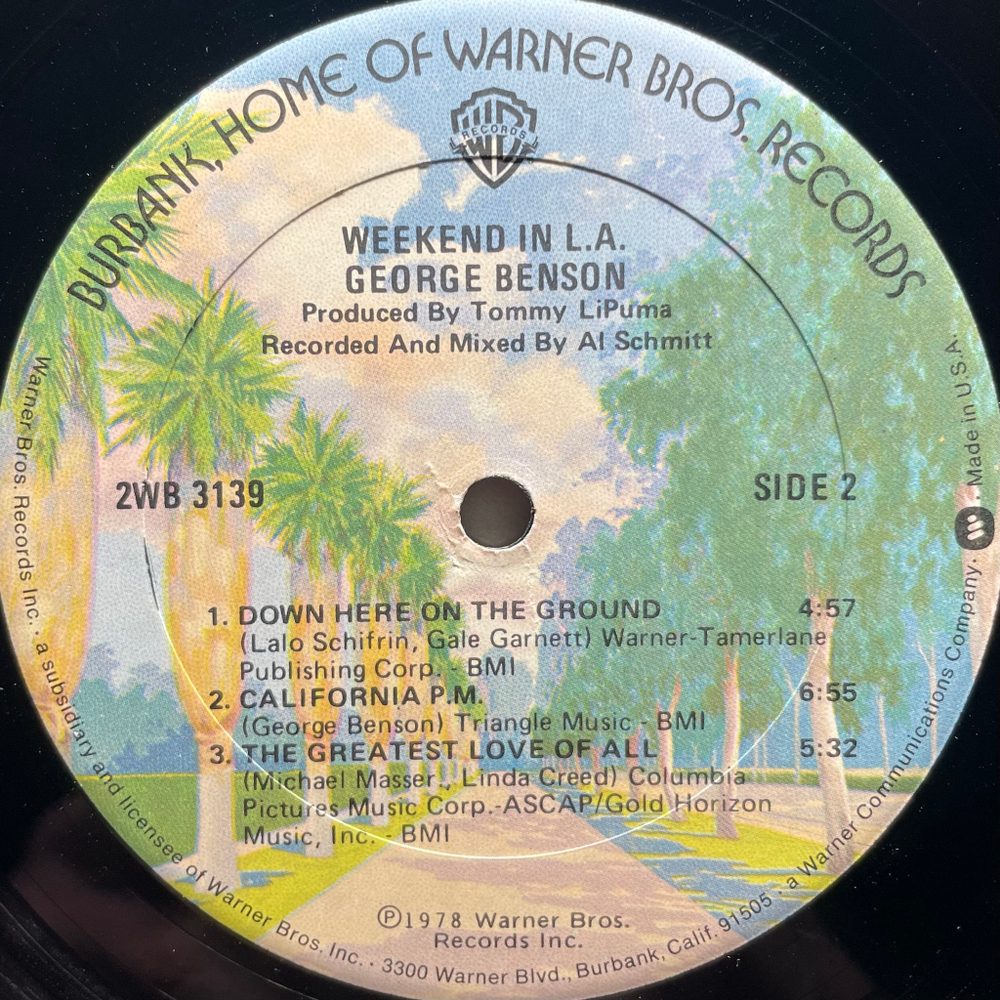 BURBANK, HOME OF WARNER BROS. RECORDS
RECORDS
WEEKEND IN L.A.
GEORGE BENSON
Produced By Tommy LiPuma
Recorded And Mixed By Al Schmitt
2WB 3139
SIDE 2
1. DOWN HERE ON THE GROUND 4:57
(Lalo Schifrin, Gale Garnett) Warner-Tamerlane
Publishing Corp. - BMI
2. CALIFORNIA P.M. 6:55
(George Benson) Triangle Music - BMI
3. THE GREATEST LOVE OF ALL 5:32
(Michael Masser., Linda Creed) Columbia
Pictures Music Corp.-ASCAP/Gold Horizon
Music, Inc. - BMI
Ⓟ1978 Warner Bros.
Records Inc.
Warner Bros. Records Inc. · a subsidiary and licensee of Warner Bros. Inc. · 3300 Warner Blvd., Burbank, Calif. 91505 · a Warner Communications Company. · Made in U.S.A.